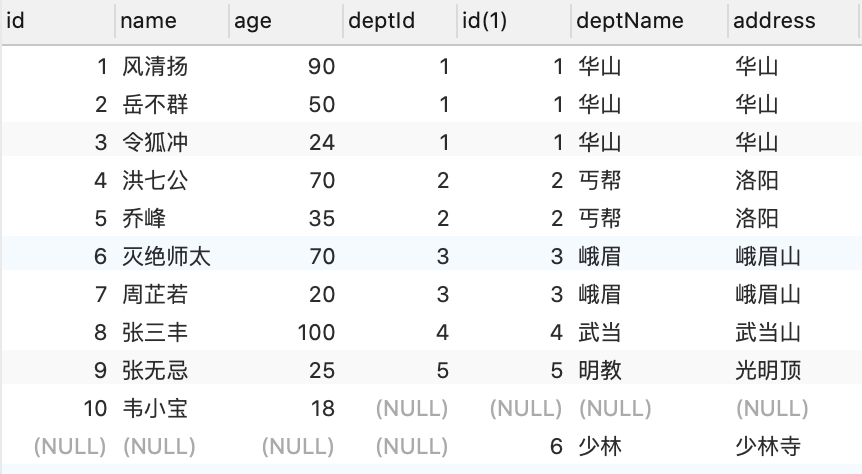 id name age deptId id(1) deptName address
1 风清扬 90 1 1 华山 华山
2 岳不群 50 1 1 华山 华山
3 令狐冲 24 1 1 华山 华山
4 洪七公 70 2 2 丐帮 洛阳
5 乔峰 35 2 2 丐帮 洛阳
6 灭绝师太 70 3 3 峨眉 峨眉山
7 周芷若 20 3 3 峨眉 峨眉山
8 张三丰 100 4 4 武当 武当山
9 张无忌 25 5 5 明教 光明顶
10 韦小宝 18 (NULL) (NULL) (NULL) (NULL)
(NULL) (NULL) (NULL) (NULL) 6 少林 少林寺